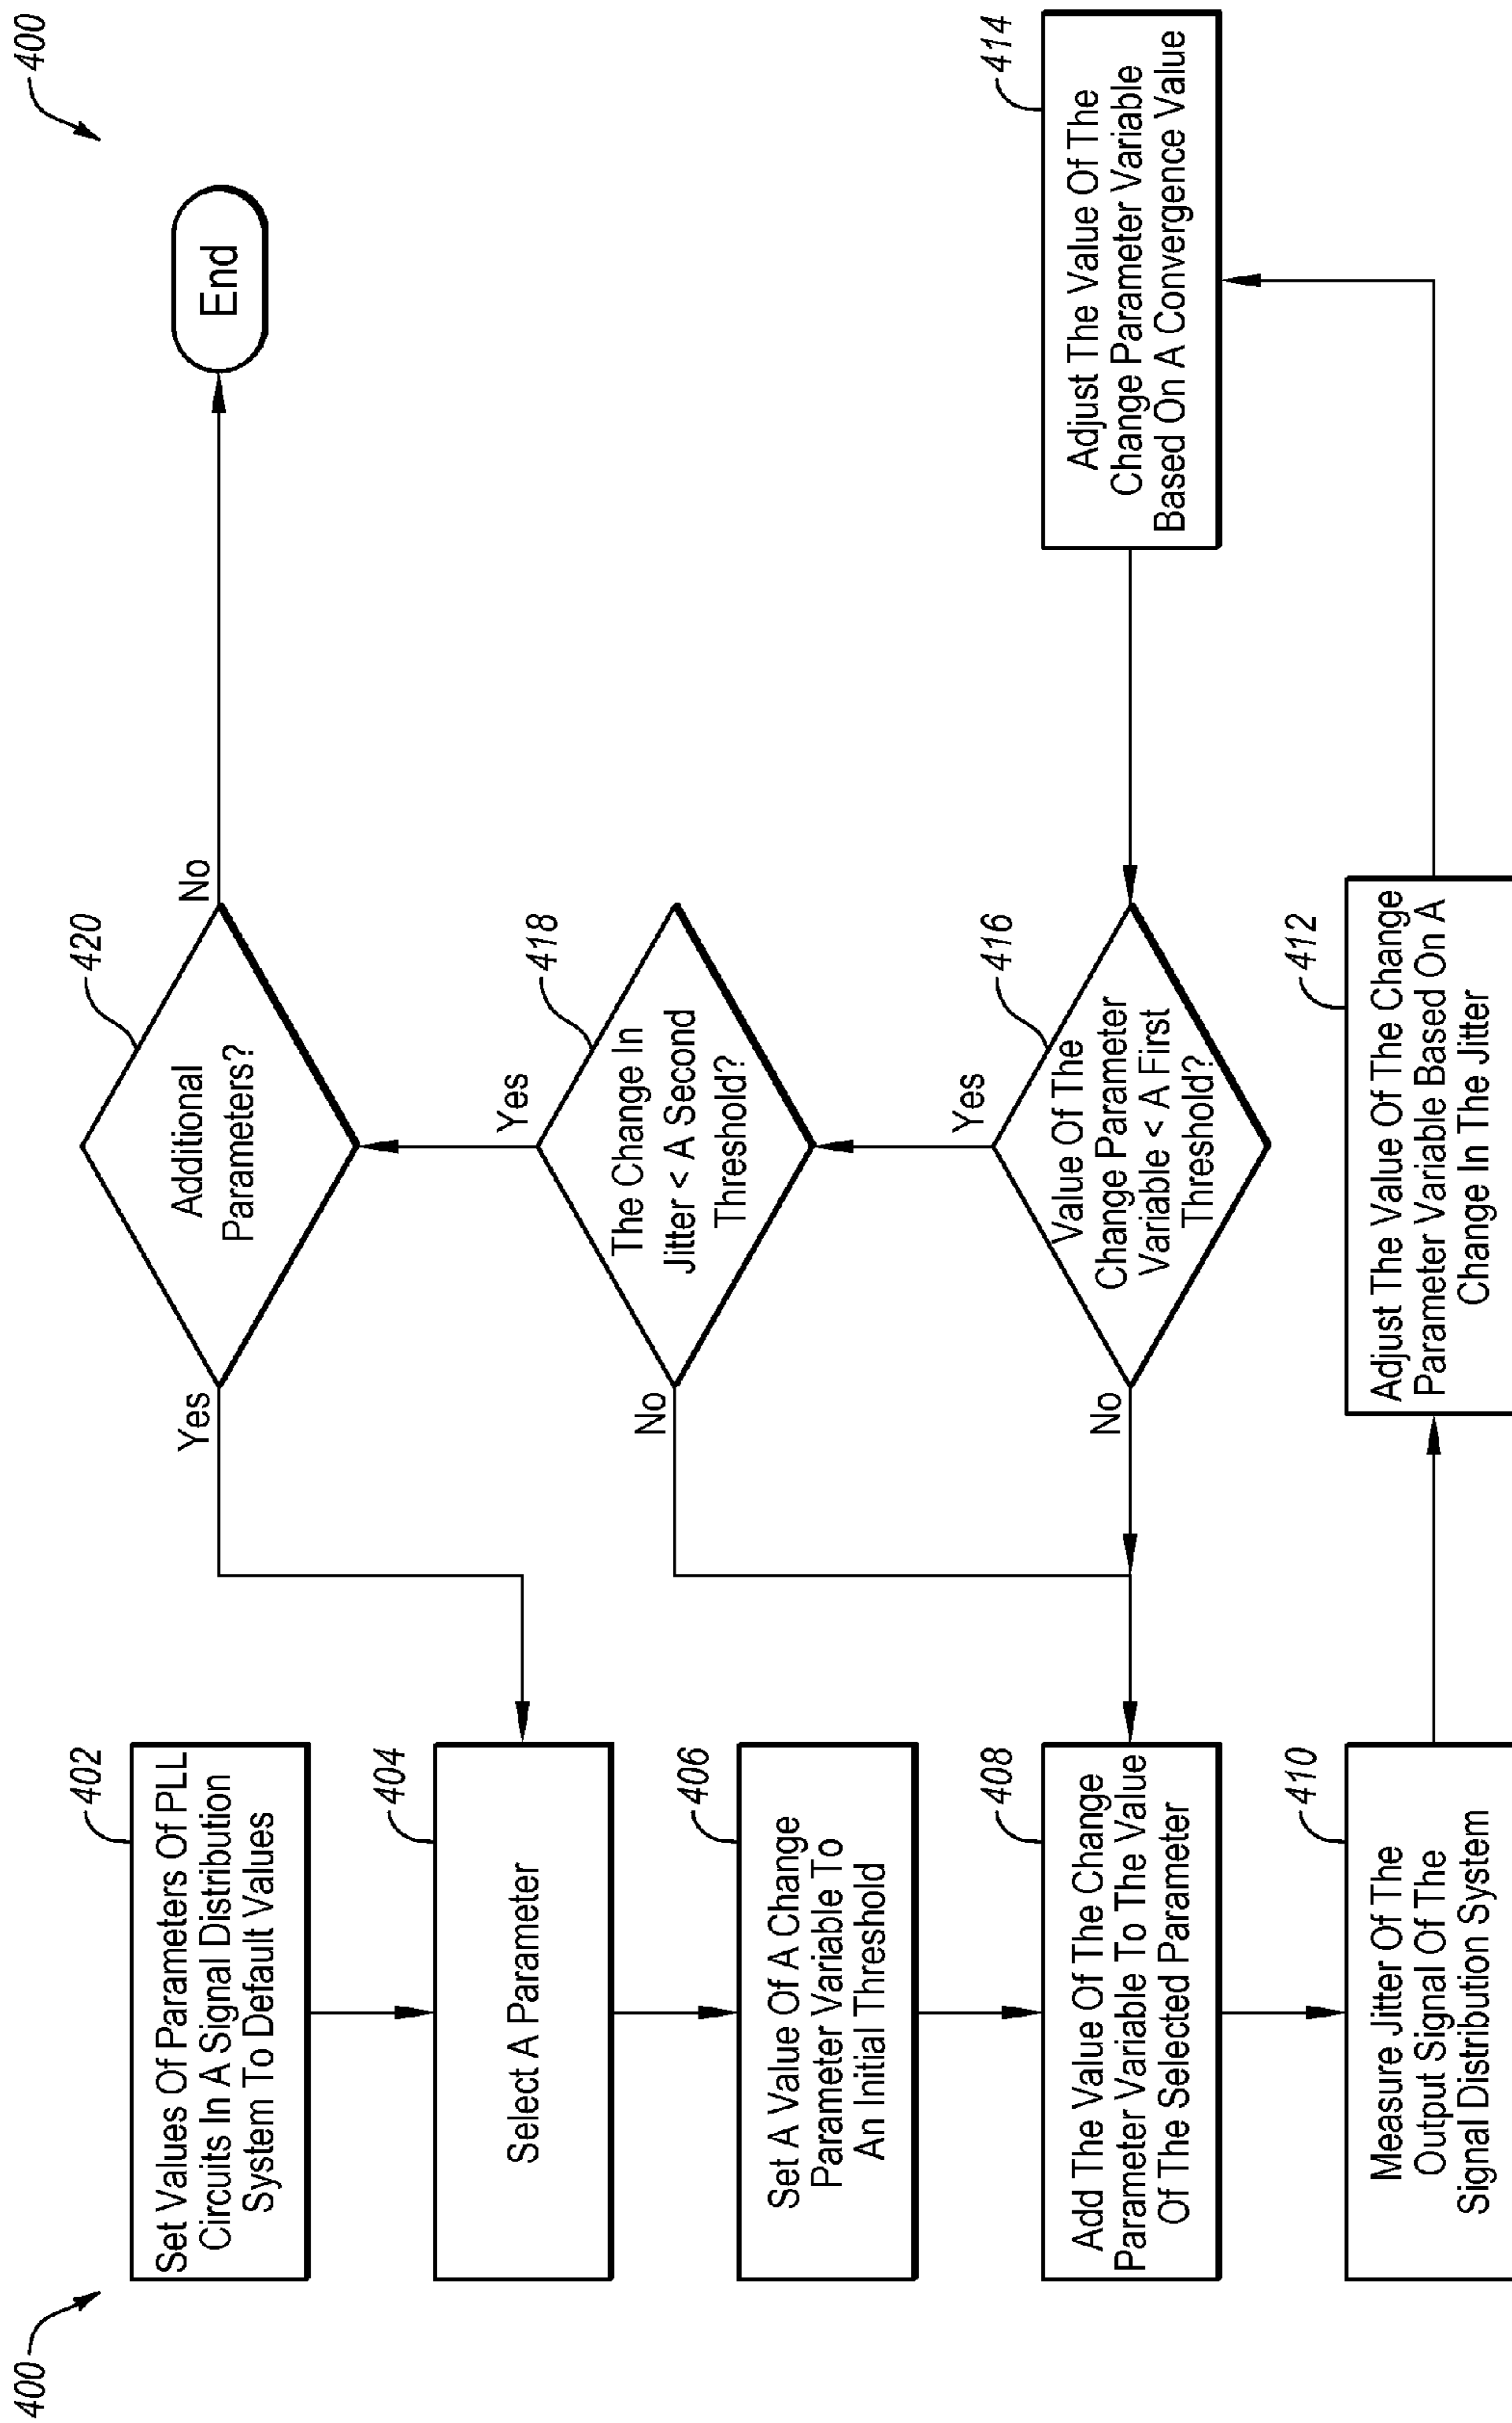 400
400
402
Set Values Of Parameters Of PLL
Circuits In A Signal Distribution
System To Default Values
404
Select A Parameter
406
Set A Value Of A Change
Parameter Variable To
An Initial Threshold
408
Add The Value Of The Change
Parameter Variable To The Value
Of The Selected Parameter
410
Measure Jitter Of The
Output Signal Of The
Signal Distribution System
412
Adjust The Value Of The Change
Parameter Variable Based On A
Change In The Jitter
414
Adjust The Value Of The
Change Parameter Variable
Based On A Convergence Value
416
Value Of The
Change Parameter
Variable < A First
Threshold?
Yes
No
418
The Change In
Jitter < A Second
Threshold?
Yes
No
420
Additional
Parameters?
Yes
No
End